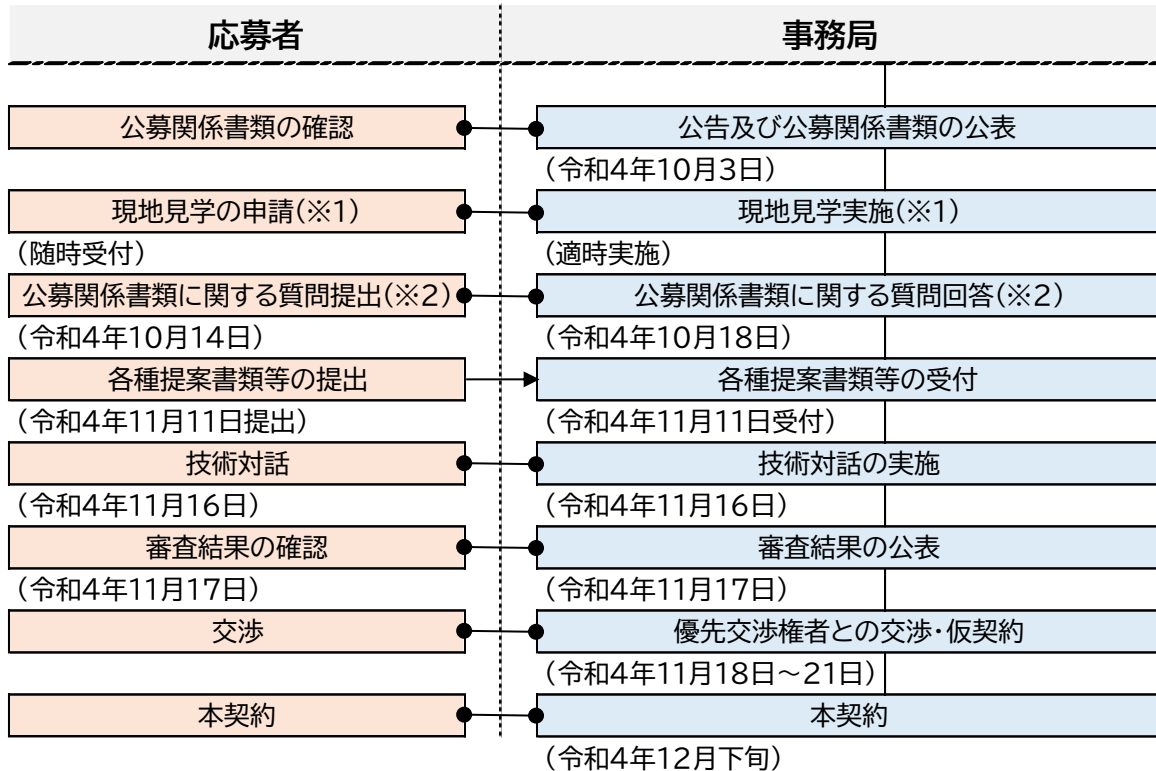 応募者 事務局
公募関係書類の確認 公告及び公募関係書類の公表
(令和4年10月3日)
現地見学の申請(※1) 現地見学実施(※1)
(随時受付) (適時実施)
公募関係書類に関する質問提出(※2) 公募関係書類に関する質問回答(※2)
(令和4年10月14日) (令和4年10月18日)
各種提案書類等の提出 各種提案書類等の受付
(令和4年11月11日提出) (令和4年11月11日受付)
技術対話 技術対話の実施
(令和4年11月16日) (令和4年11月16日)
審査結果の確認 審査結果の公表
(令和4年11月17日) (令和4年11月17日)
交渉 優先交渉権者との交渉・仮契約
(令和4年11月18日~21日)
本契約 本契約
(令和4年12月下旬)